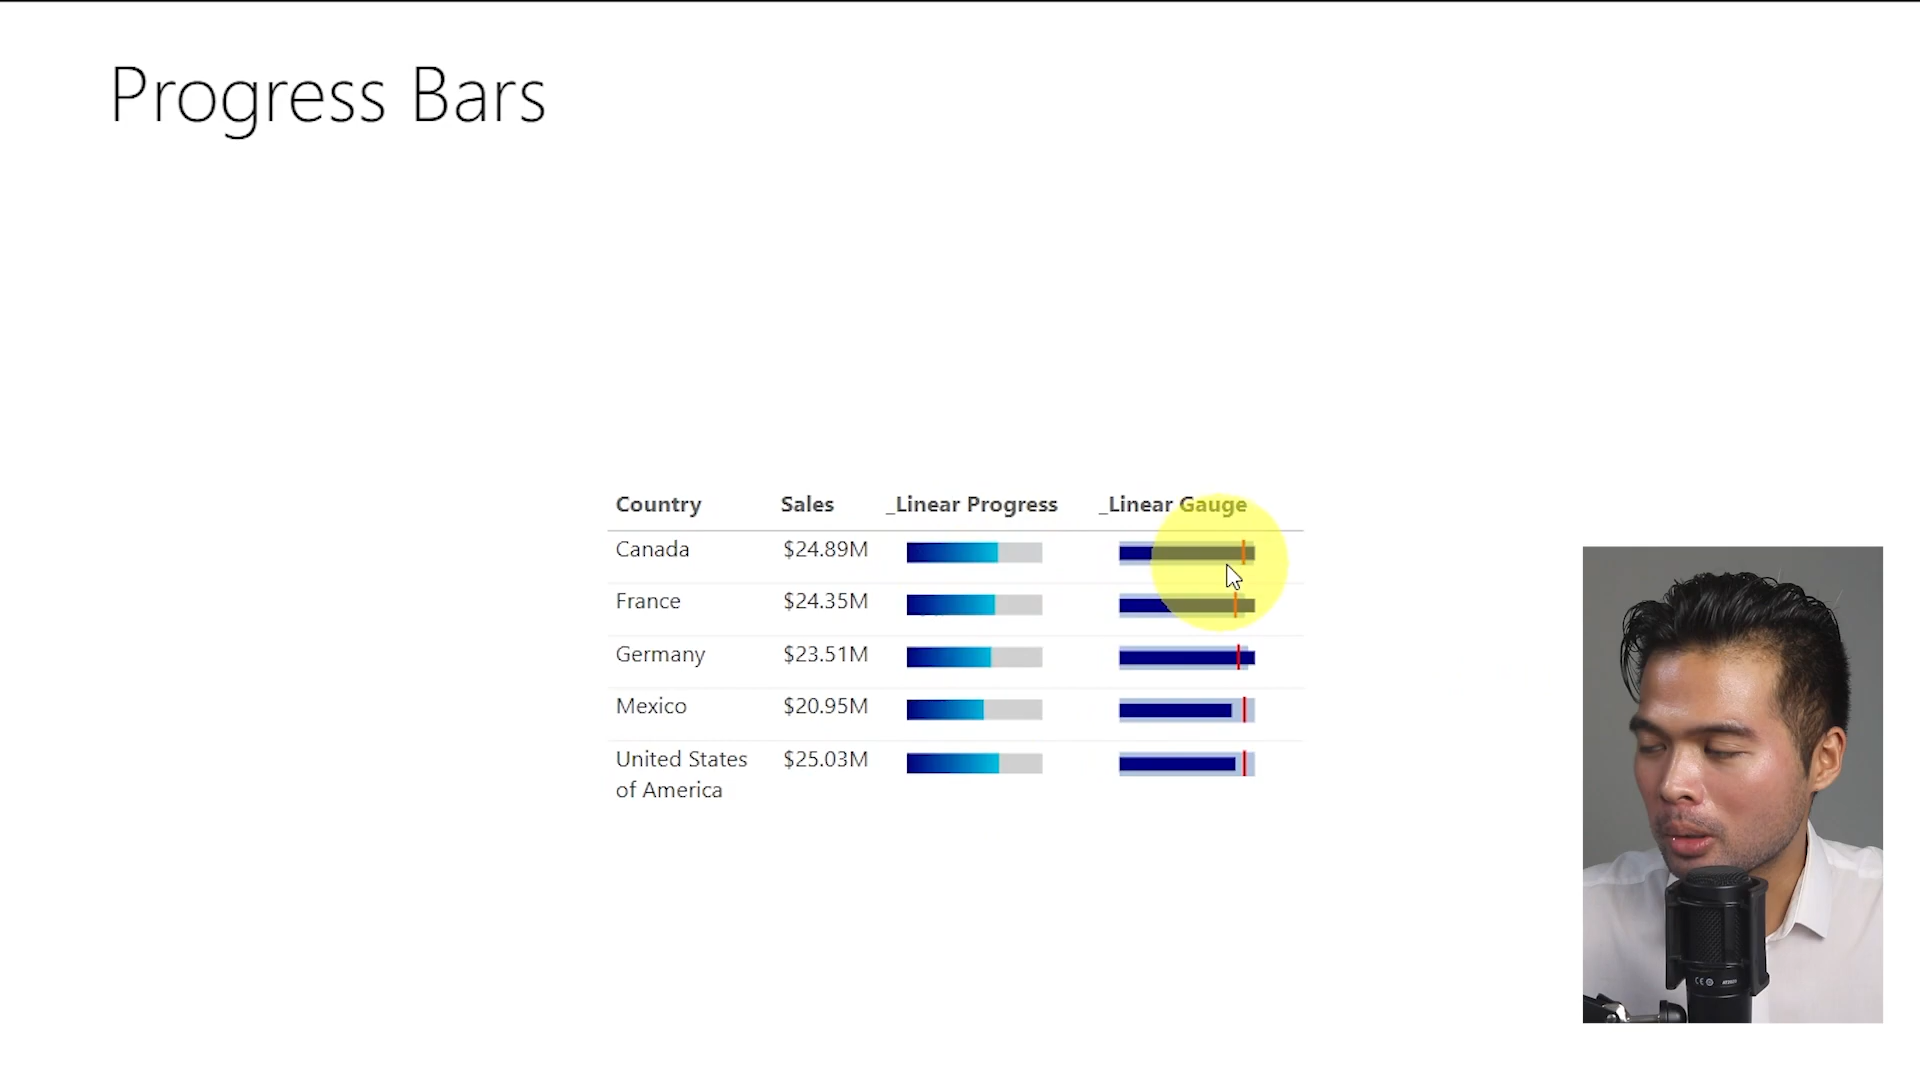 Progress Bars
Country Sales _Linear Progress _Linear Gauge
Canada $24.89M
France $24.35M
Germany $23.51M
Mexico $20.95M
United States $25.03M
of America